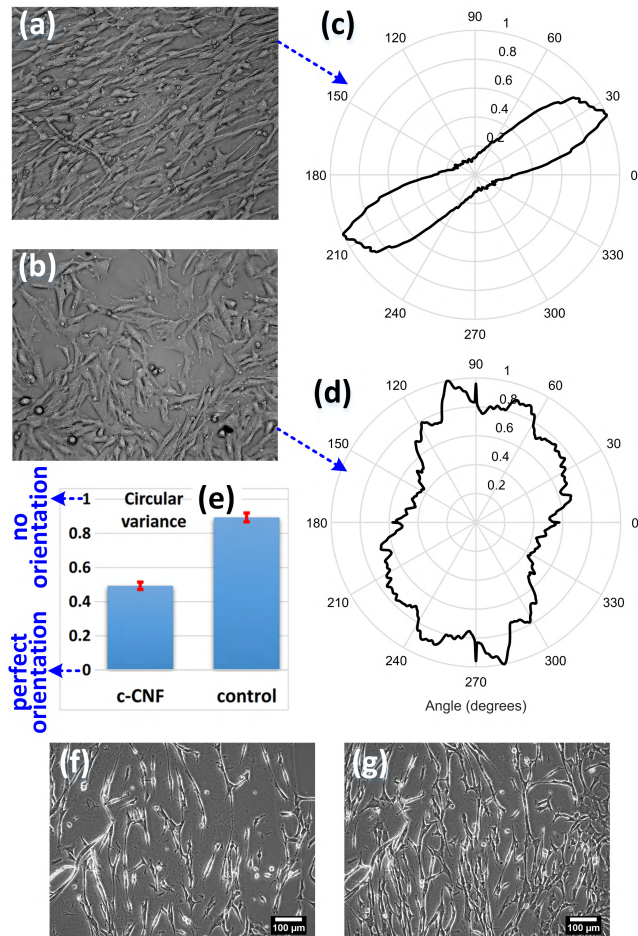 (a)
(c)
90
1
120
60
0.8
0.6
150
0.4
30
0.2
180
0
210
330
240
300
270
(b)
(d)
90
1
120
60
0.8
0.6
150
0.4
30
0.2
180
0
210
330
240
300
270
Angle (degrees)
no
orientation
perfect
orientation
(e)
Circular
variance
1
0.8
0.6
0.4
0.2
0
c-CNF control
(f)
100 µm
(g)
100 µm